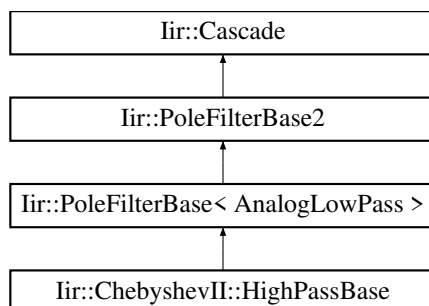 Iir::Cascade
Iir::PoleFilterBase2
Iir::PoleFilterBase< AnalogLowPass >
Iir::ChebyshevII::HighPassBase